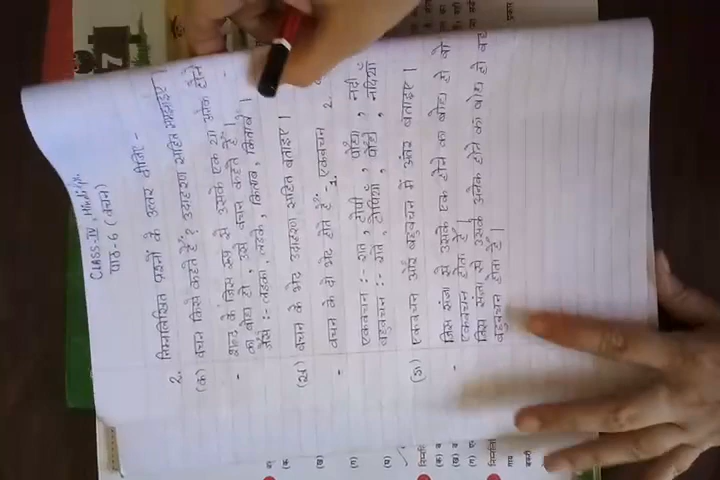 CLASS-IV, Hindi
पाठ-6 (वचन)
2. निम्नलिखित प्रश्नों के उत्तर दीजिए -
(क) वचन किसे कहते हैं? उदाहरण सहित समझाइए।
- शब्द के जिस रूप से उसके एक या अनेक होने
का बोध हो, उसे वचन कहते हैं।
जैसे :- लड़का, लड़के, किताब, किताबें।
(ख) वचन के भेद उदाहरण सहित बताइए।
- वचन के दो भेद होते हैं - 1. एकवचन 2.
एकवचन :- रात, टोपी, पौधा, नदी
बहुवचन :- रातें, टोपियाँ, पौधे, नदियाँ
(ग) एकवचन और बहुवचन में अंतर बताइए।
- जिस संज्ञा से उसके एक होने का बोध हो वो
एकवचन होता है।
जिस संज्ञा से उसके अनेक होने का बोध हो वह
बहुवचन होता है।
(क)
(ख)
(ग)
(घ)
(क)
(ख)
(ग)